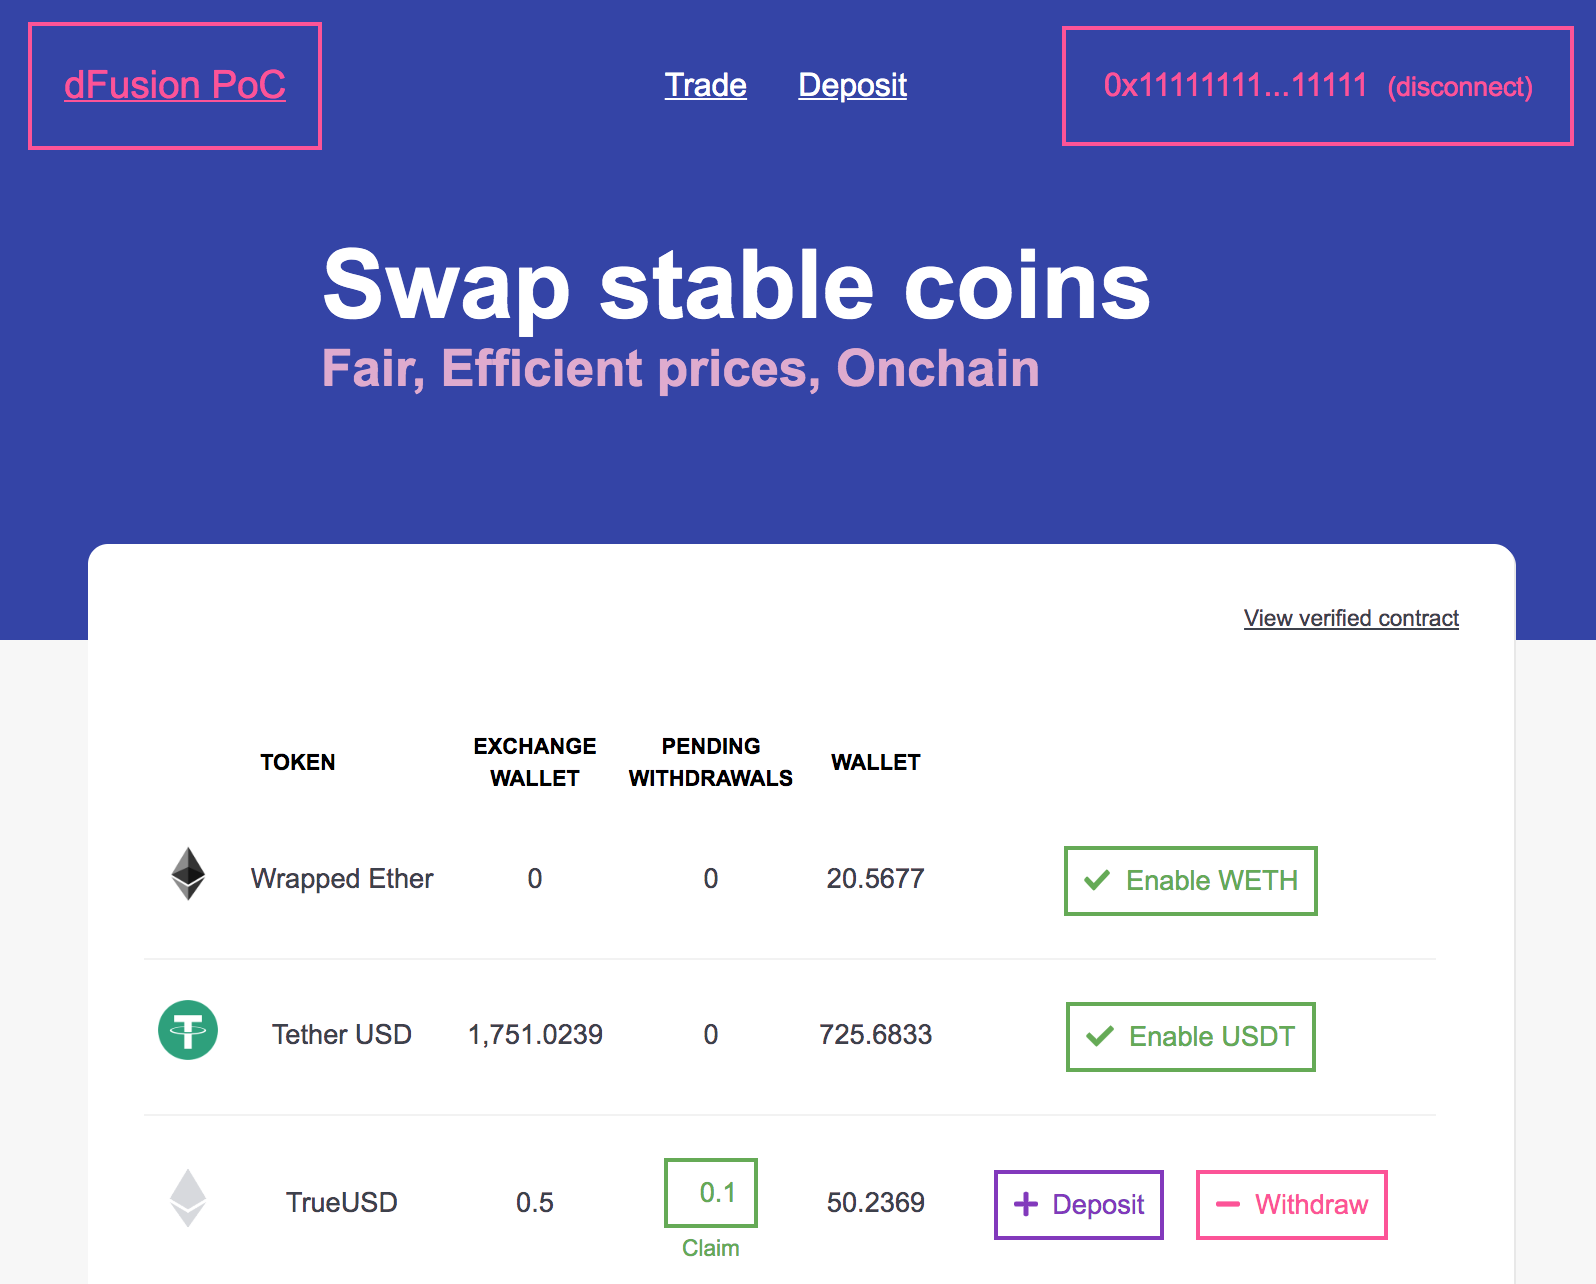 dFusion PoC
Trade Deposit
0x11111111...11111 (disconnect)
Swap stable coins
Fair, Efficient prices, Onchain
View verified contract
TOKEN
EXCHANGE
WALLET
PENDING
WITHDRAWALS
WALLET
Wrapped Ether 0 0 20.5677 Enable WETH
Tether USD 1,751.0239 0 725.6833 Enable USDT
TrueUSD 0.5 0.1 50.2369 Deposit Withdraw
Claim